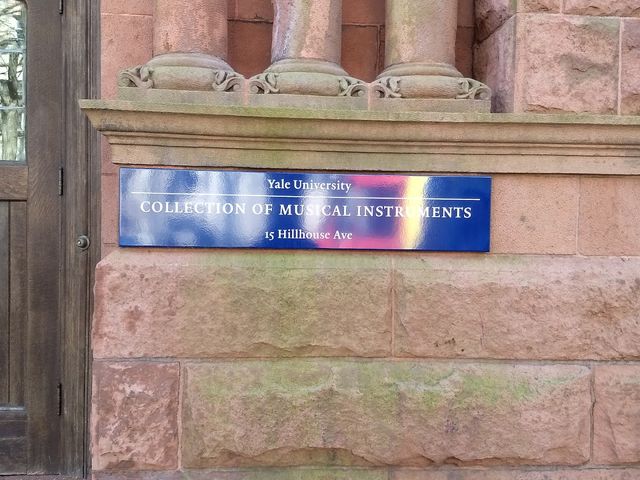 Yale University
COLLECTION OF MUSICAL INSTRUMENTS
15 Hillhouse Ave